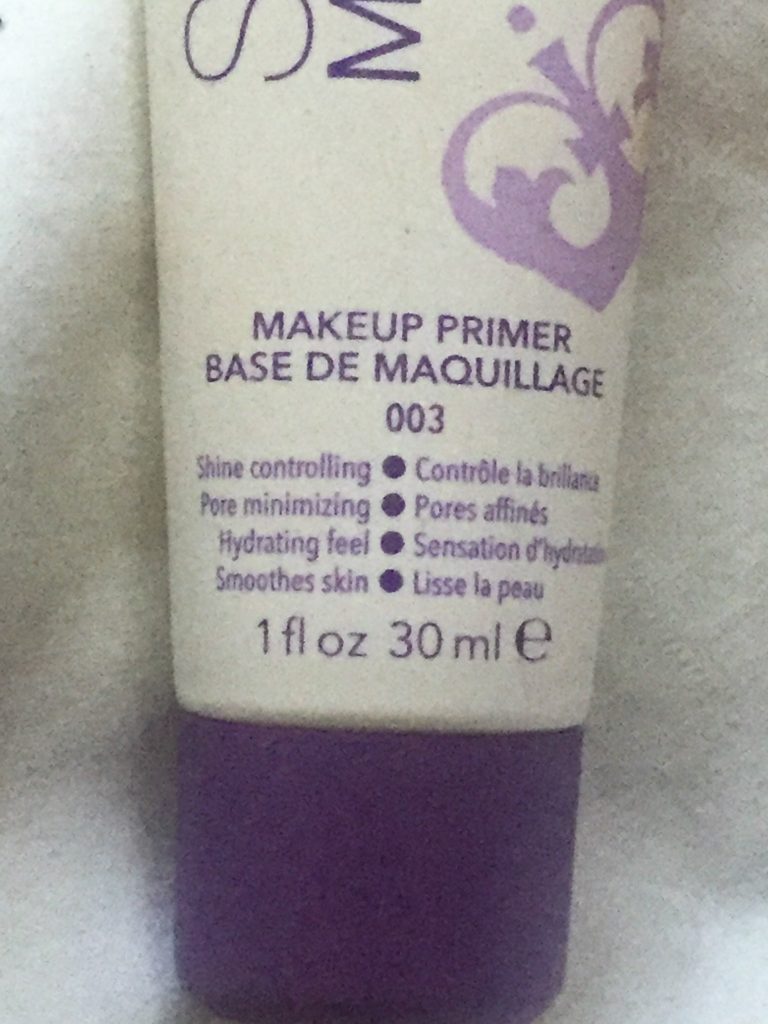 S
M
MAKEUP PRIMER
BASE DE MAQUILLAGE
003
Shine controlling ● Contrôle la brillance
Pore minimizing ● Pores affinés
Hydrating feel ● Sensation
Smoothes skin ● Lisse la peau
1 fl oz 30 ml e